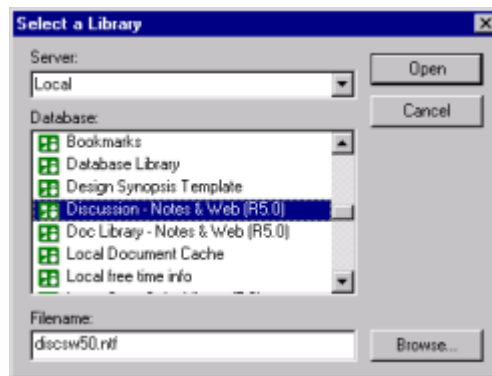 Select a Library
Server:
Local
Open
Cancel
Database:
Bookmarks
Database Library
Design Synopsis Template
Discussion - Notes & Web (R5.0)
Doc Library - Notes & Web (R5.0)
Local Document Cache
Local free time info
Filename:
discsw50.ntf
Browse...